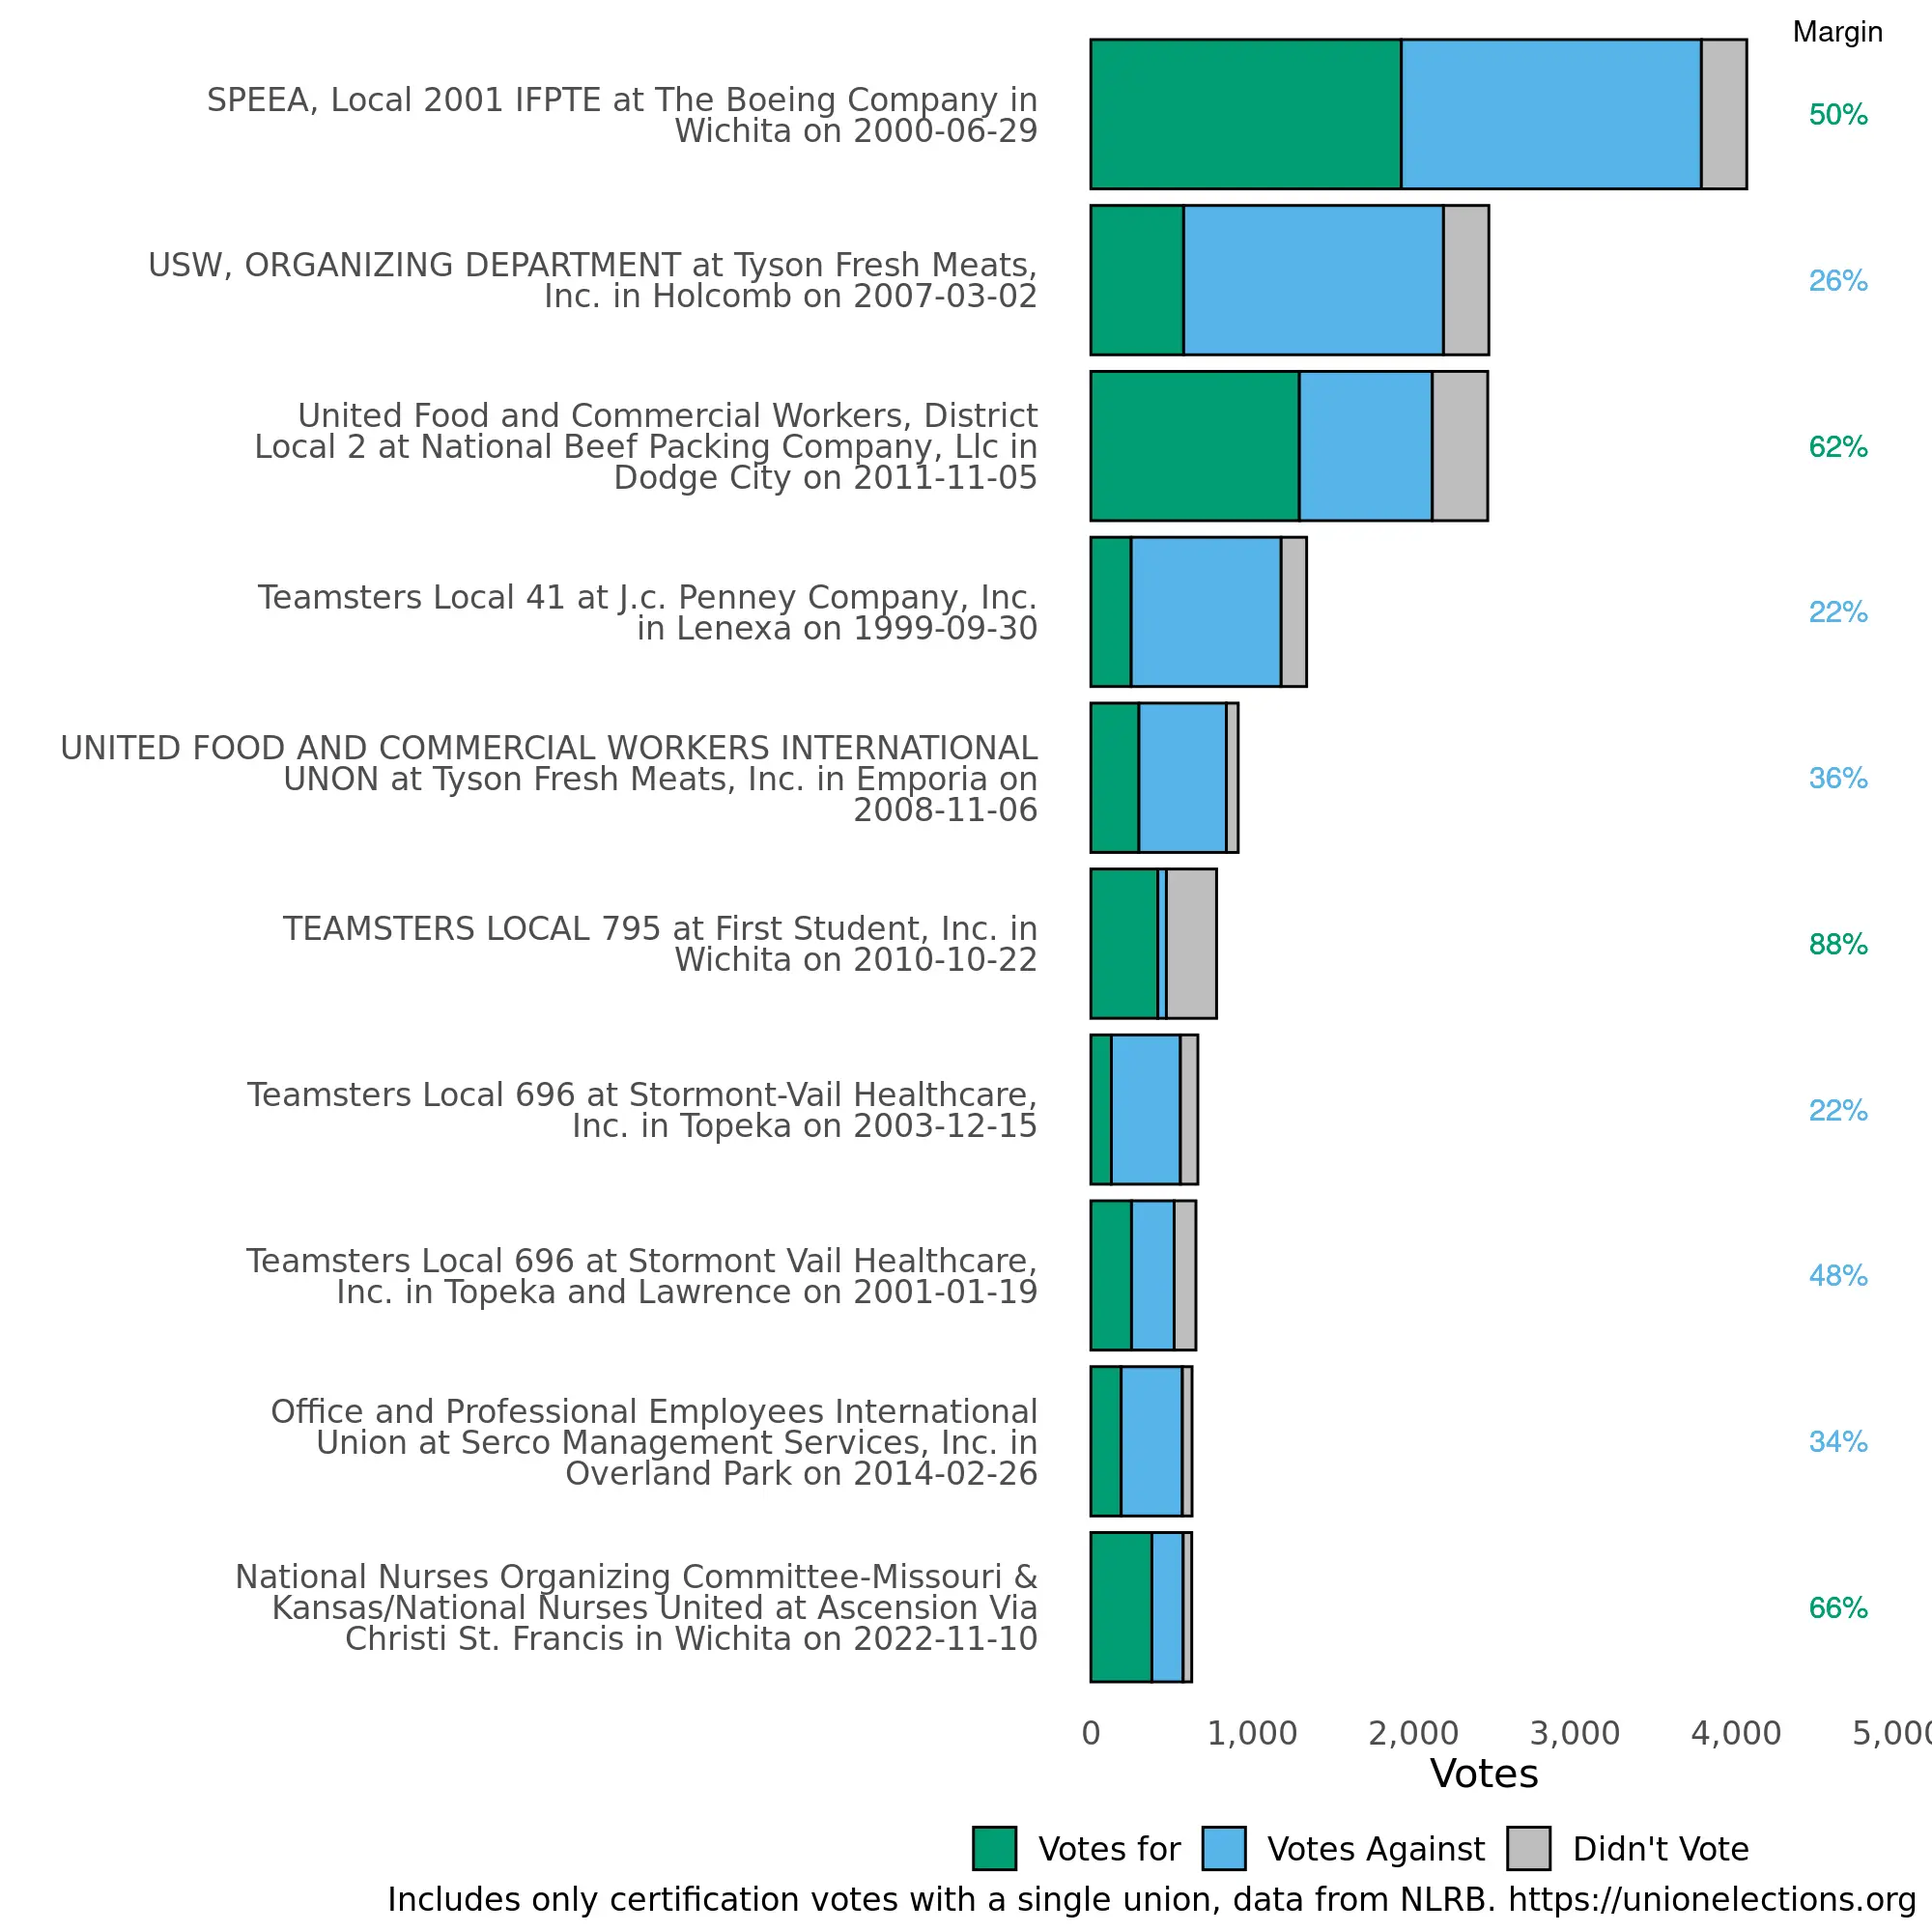 Margin
SPEEA, Local 2001 IFPTE at The Boeing Company in
Wichita on 2000-06-29
50%
USW, ORGANIZING DEPARTMENT at Tyson Fresh Meats,
Inc. in Holcomb on 2007-03-02
26%
United Food and Commercial Workers, District
Local 2 at National Beef Packing Company, Llc in
Dodge City on 2011-11-05
62%
Teamsters Local 41 at J.c. Penney Company, Inc.
in Lenexa on 1999-09-30
22%
UNITED FOOD AND COMMERCIAL WORKERS INTERNATIONAL
UNON at Tyson Fresh Meats, Inc. in Emporia on
2008-11-06
36%
TEAMSTERS LOCAL 795 at First Student, Inc. in
Wichita on 2010-10-22
88%
Teamsters Local 696 at Stormont-Vail Healthcare,
Inc. in Topeka on 2003-12-15
22%
Teamsters Local 696 at Stormont Vail Healthcare,
Inc. in Topeka and Lawrence on 2001-01-19
48%
Office and Professional Employees International
Union at Serco Management Services, Inc. in
Overland Park on 2014-02-26
34%
National Nurses Organizing Committee-Missouri &
Kansas/National Nurses United at Ascension Via
Christi St. Francis in Wichita on 2022-11-10
66%
0 1,000 2,000 3,000 4,000 5,000
Votes
Votes for Votes Against Didn't Vote
Includes only certification votes with a single union, data from NLRB. https://unionelections.org